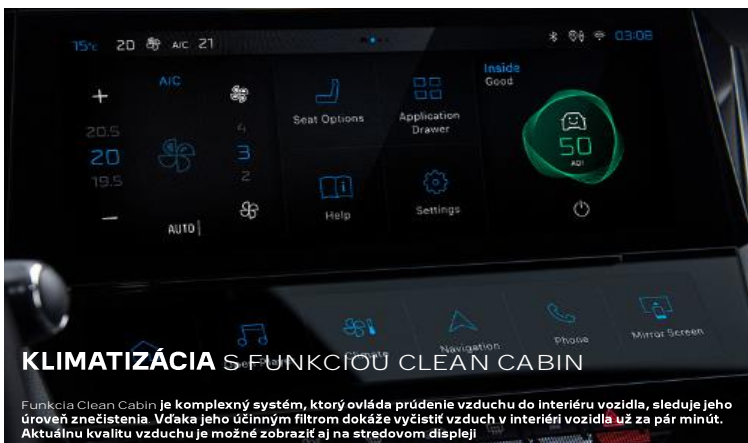 15°c 20 A/C 21 03:08
A/C
Inside
Good
20.5
20
19.5
4
3
2
AUTO
Seat Options
Application
Drawer
Help
Settings
50
AQI
Climate
Navigation
Phone
Mirror Screen
KLIMATIZÁCIA S FUNKCIOU CLEAN CABIN
Funkcia Clean Cabin je komplexný systém, ktorý ovláda prúdenie vzduchu do interiéru vozidla, sleduje jeho
úroveň znečistenia. Vďaka jeho účinným filtrom dokáže vyčistiť vzduch v interiéri vozidla už za pár minút.
Aktuálnu kvalitu vzduchu je možné zobraziť aj na stredovom displeji